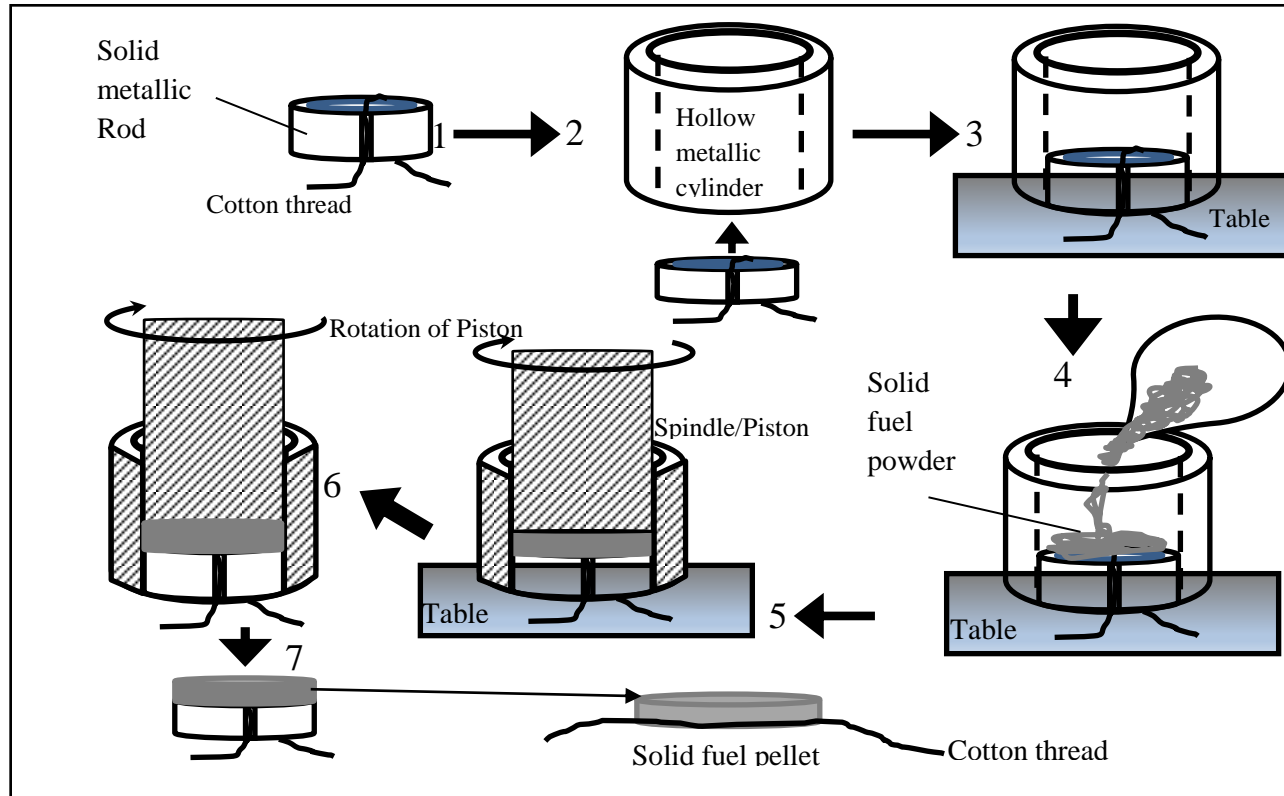 Solid
metallic
Rod
1
Cotton thread
2
Hollow
metallic
cylinder
3
Table
4
Solid
fuel
powder
Table
5
Rotation of Piston
Spindle/Piston
Table
6
7
Solid fuel pellet
Cotton thread